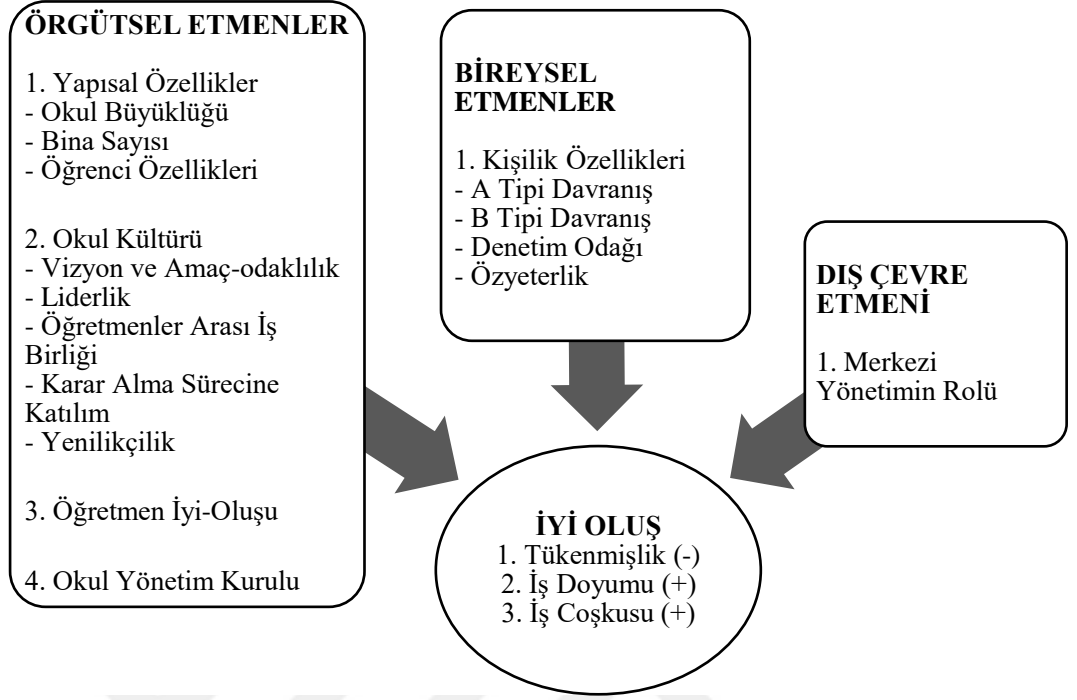 ÖRGÜTSEL ETMENLER
1. Yapısal Özellikler
- Okul Büyüklüğü
- Bina Sayısı
- Öğrenci Özellikleri
2. Okul Kültürü
- Vizyon ve Amaç-odaklılık
- Liderlik
- Öğretmenler Arası İş
Birliği
- Karar Alma Sürecine
Katılım
- Yenilikçilik
3. Öğretmen İyi-Oluşu
4. Okul Yönetim Kurulu
BİREYSEL
ETMENLER
1. Kişilik Özellikleri
- A Tipi Davranış
- B Tipi Davranış
- Denetim Odağı
- Özyeterlik
DIŞ ÇEVRE
ETMENİ
1. Merkezi
Yönetimin Rolü
İYİ OLUŞ
1. Tükenmişlik (-)
2. İş Doyumu (+)
3. İş Coşkusu (+)